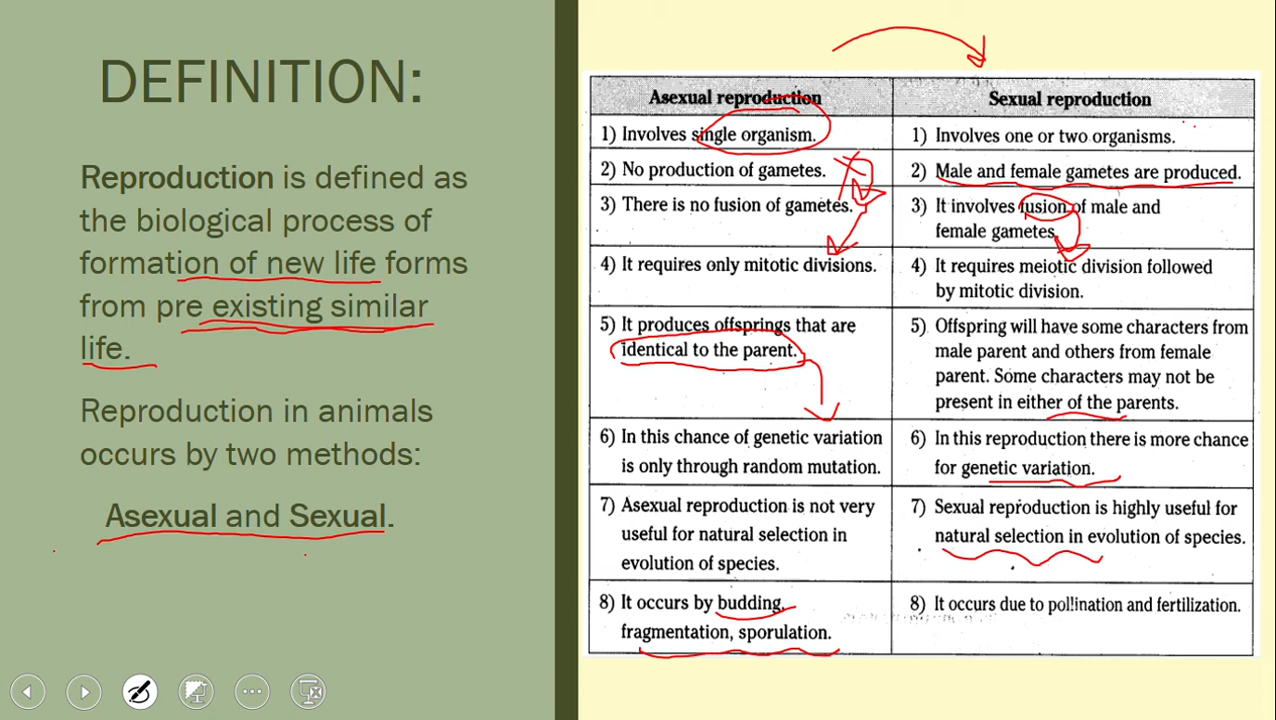 DEFINITION:
Reproduction is defined as
the biological process of
formation of new life forms
from pre existing similar
life.
Reproduction in animals
occurs by two methods:
Asexual and Sexual.
Asexual reproduction
1) Involves single organism.
2) No production of gametes.
3) There is no fusion of gametes.
4) It requires only mitotic divisions.
5) It produces offsprings that are
identical to the parent.
6) In this chance of genetic variation
is only through random mutation.
7) Asexual reproduction is not very
useful for natural selection in
evolution of species.
8) It occurs by budding,
fragmentation, sporulation.
Sexual reproduction
1) Involves one or two organisms.
2) Male and female gametes are produced.
3) It involves fusion of male and
female gametes.
4) It requires meiotic division followed
by mitotic division.
5) Offspring will have some characters from
male parent and others from female
parent. Some characters may not be
present in either of the parents.
6) In this reproduction there is more chance
for genetic variation.
7) Sexual reproduction is highly useful for
natural selection in evolution of species.
8) It occurs due to pollination and fertilization.